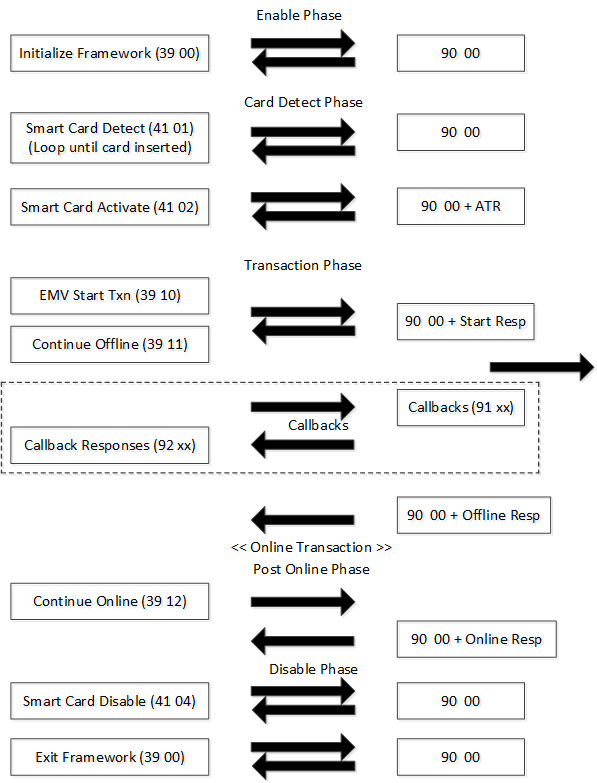 Enable Phase
Initialize Framework (39 00)
90 00
Card Detect Phase
Smart Card Detect (41 01)
(Loop until card inserted)
90 00
Smart Card Activate (41 02)
90 00 + ATR
Transaction Phase
EMV Start Txn (39 10)
90 00 + Start Resp
Continue Offline (39 11)
Callbacks (91 xx)
Callbacks
Callback Responses (92 xx)
90 00 + Offline Resp
<< Online Transaction >>
Post Online Phase
Continue Online (39 12)
90 00 + Online Resp
Disable Phase
Smart Card Disable (41 04)
90 00
Exit Framework (39 00)
90 00